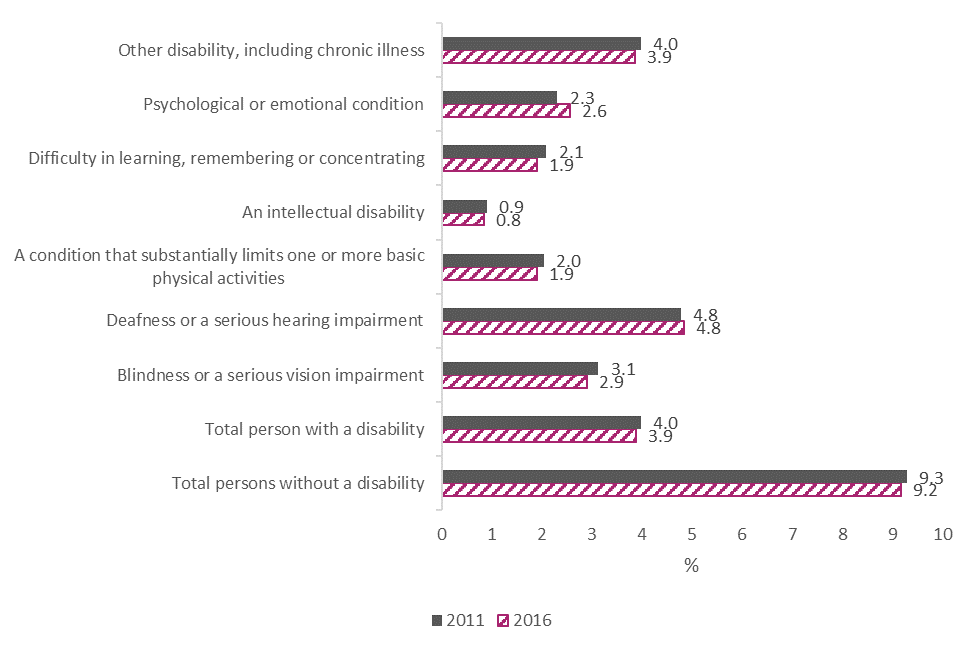 Other disability, including chronic illness
4.0
3.9
Psychological or emotional condition
2.3
2.6
Difficulty in learning, remembering or concentrating
2.1
1.9
An intellectual disability
0.9
0.8
A condition that substantially limits one or more basic
physical activities
2.0
1.9
Deafness or a serious hearing impairment
4.8
4.8
Blindness or a serious vision impairment
3.1
2.9
Total person with a disability
4.0
3.9
Total persons without a disability
9.3
9.2
0 1 2 3 4 5 6 7 8 9 10
%
2011 2016